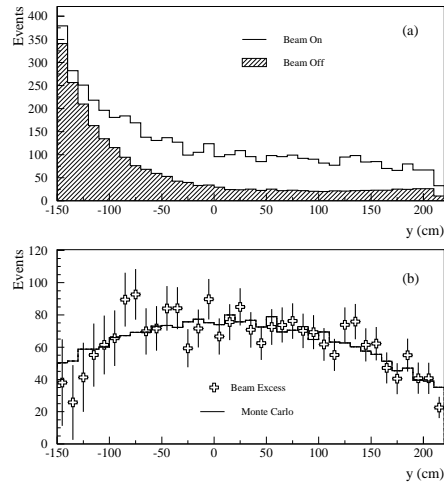 Events
400
350
300
250
200
150
100
50
0
(a)
Beam On
Beam Off
-150 -100 -50 0 50 100 150 200
y (cm)
Events
120
100
80
60
40
20
0
(b)
Beam Excess
Monte Carlo
-150 -100 -50 0 50 100 150 200
y (cm)